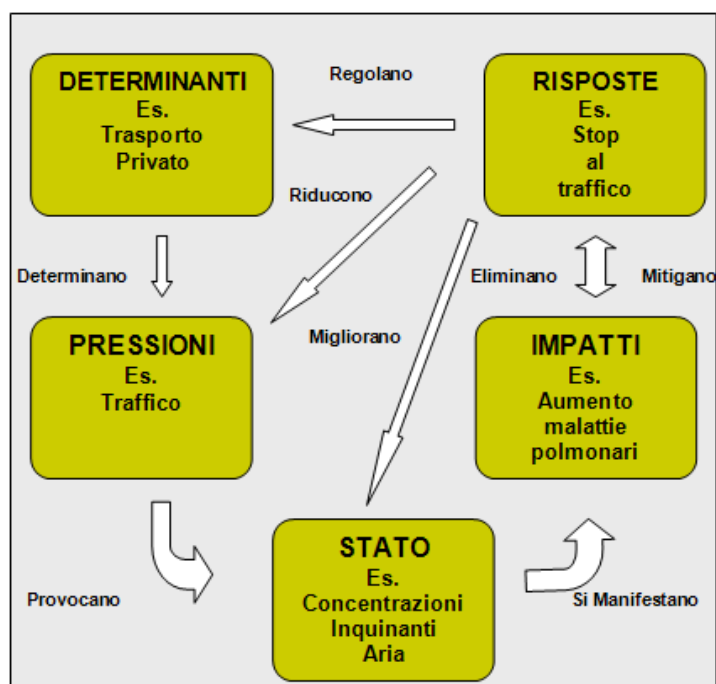 DETERMINANTI
Es.
Trasporto
Privato
Regolano
RISPOSTE
Es.
Stop
al
traffico
Riducono
Determinano
Eliminano
Mitigano
PRESSIONI
Es.
Traffico
Migliorano
IMPATTI
Es.
Aumento
malattie
polmonari
STATO
Es.
Concentrazioni
Inquinanti
Aria
Provocano
Si Manifestano